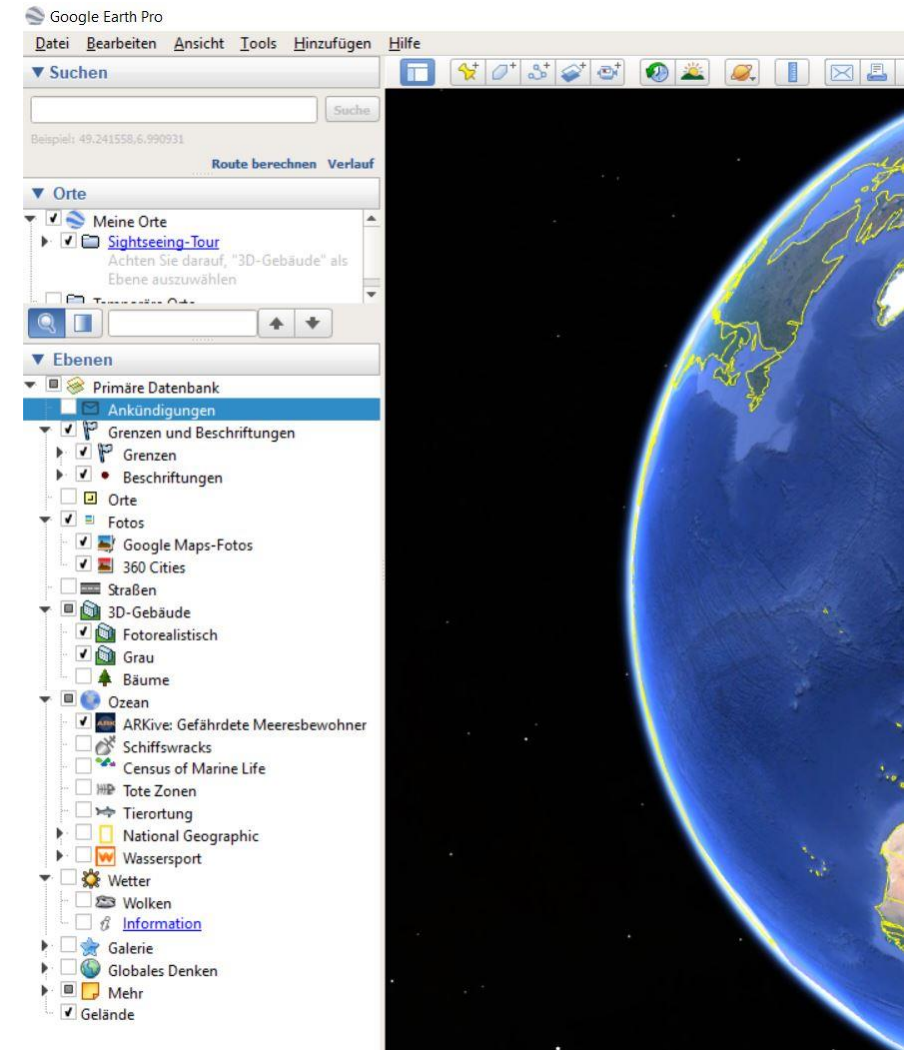 Google Earth Pro
Datei Bearbeiten Ansicht Tools Hinzufügen Hilfe
Suchen
Suche
Beispiel: 49.241558,6.990931
Route berechnen Verlauf
Orte
Meine Orte
Sightseeing-Tour
Achten Sie darauf, "3D-Gebäude" als
Ebene auszuwählen
Temporäre Orte
Ebenen
Primäre Datenbank
Ankündigungen
Grenzen und Beschriftungen
Grenzen
Beschriftungen
Orte
Fotos
Google Maps-Fotos
360 Cities
Straßen
3D-Gebäude
Fotorealistisch
Grau
Bäume
Ozean
ARKive: Gefährdete Meeresbewohner
Schiffswracks
Census of Marine Life
Tote Zonen
Tierortung
National Geographic
Wassersport
Wetter
Wolken
Information
Galerie
Globales Denken
Mehr
Gelände